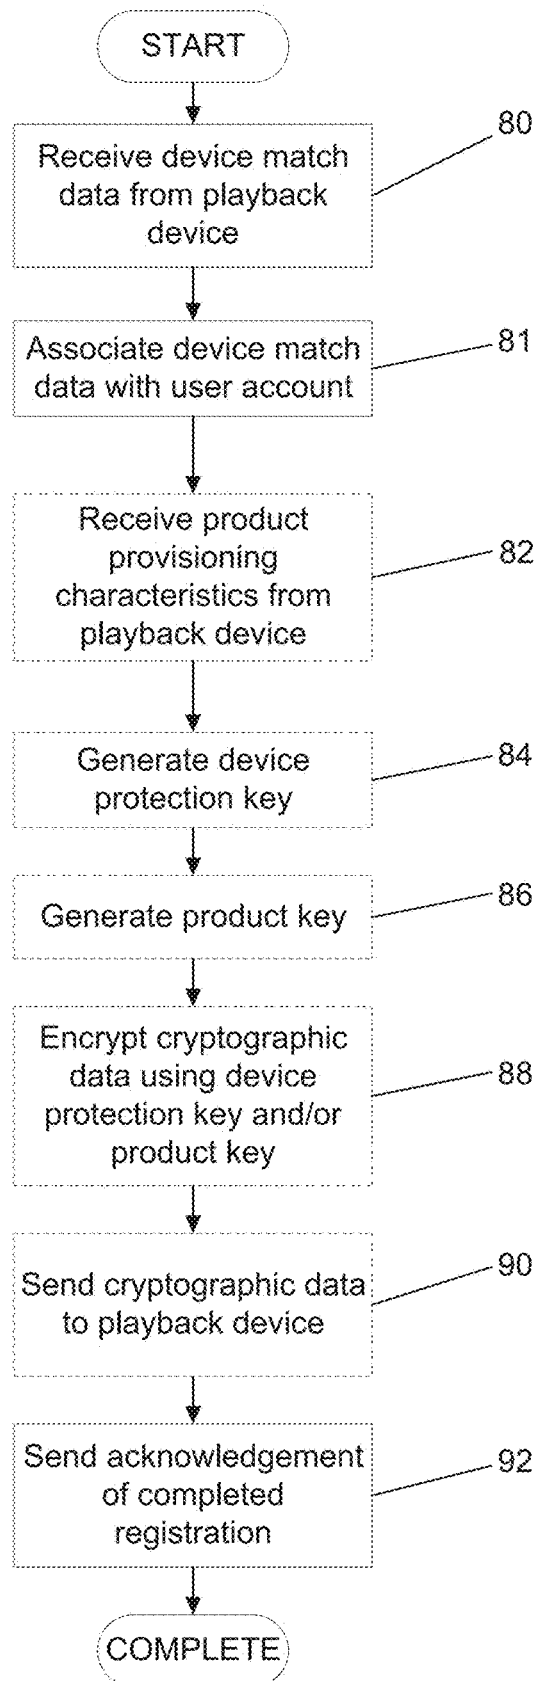 START
80
Receive device match
data from playback
device
81
Associate device match
data with user account
82
Receive product
provisioning
characteristics from
playback device
84
Generate device
protection key
86
Generate product key
88
Encrypt cryptographic
data using device
protection key and/or
product key
90
Send cryptographic data
to playback device
92
Send acknowledgement
of completed
registration
COMPLETE